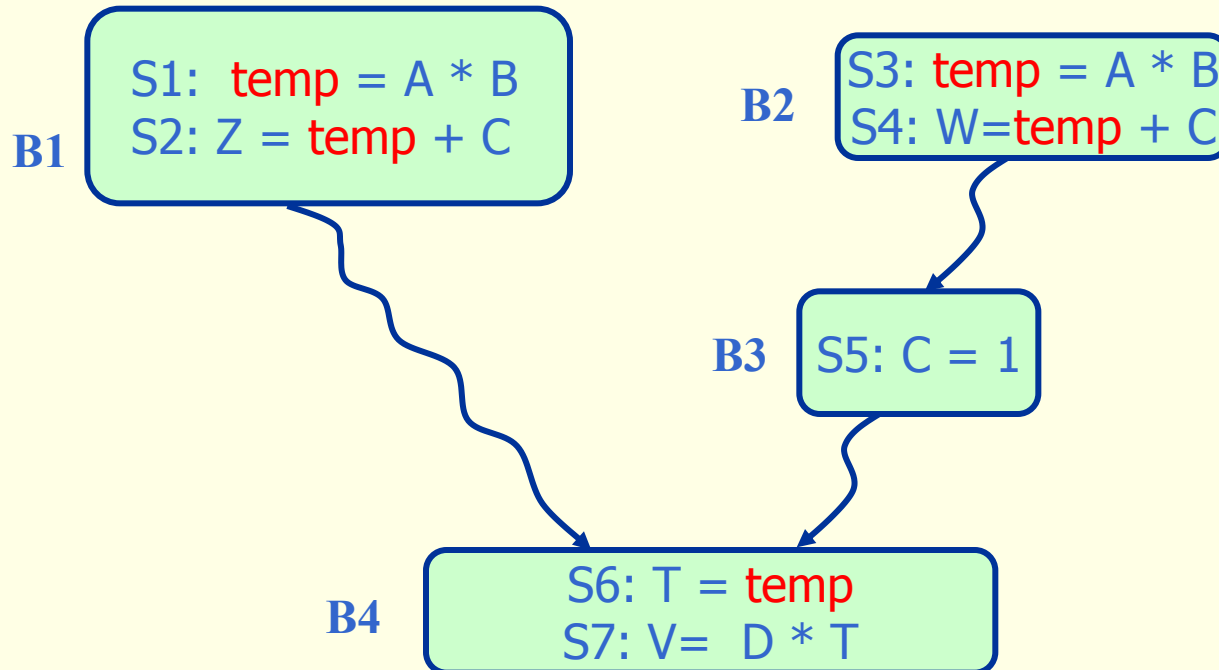 B1
S1: temp = A * B
S2: Z = temp + C
B2
S3: temp = A * B
S4: W=temp + C
B3
S5: C = 1
B4
S6: T = temp
S7: V= D * T